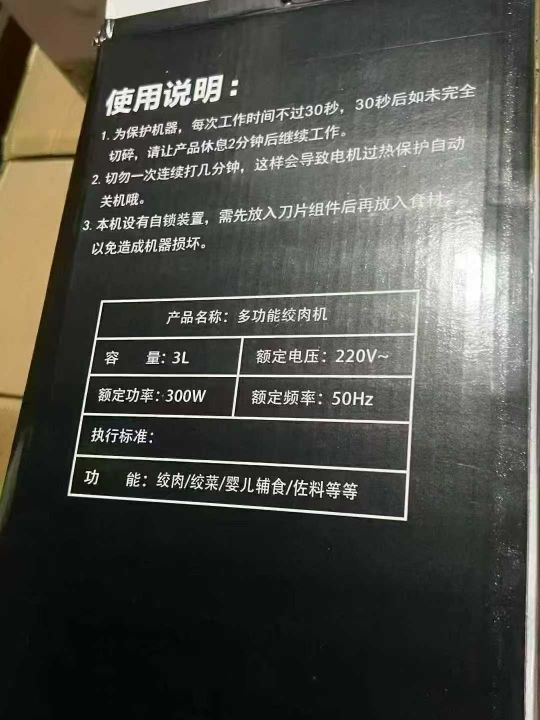 使用说明：
1. 为保护机器，每次工作时间不过30秒，30秒后如未完全
切碎，请让产品休息2分钟后继续工作。
2. 切勿一次连续打几分钟，这样会导致电机过热保护自动
关机哦。
3. 本机设有自锁装置，需先放入刀片组件后再放入食材。
以免造成机器损坏。
产品名称：多功能绞肉机
容 量：3L 额定电压：220V~
额定功率：300W 额定频率：50Hz
执行标准：
功 能：绞肉/绞菜/婴儿辅食/佐料等等